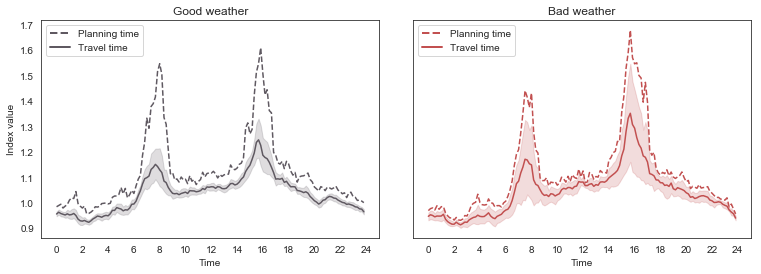 Good weather
Planning time
Travel time
1.7
1.6
1.5
1.4
1.3
1.2
1.1
1.0
0.9
Index value
0 2 4 6 8 10 12 14 16 18 20 22 24
Time
Bad weather
Planning time
Travel time
0 2 4 6 8 10 12 14 16 18 20 22 24
Time